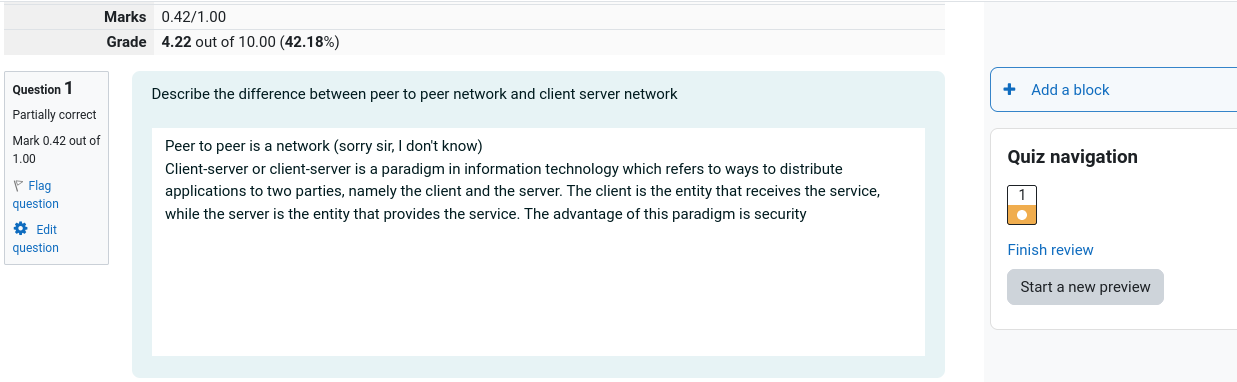 Marks 0.42/1.00
Grade 4.22 out of 10.00 (42.18%)
Question 1
Partially correct
Mark 0.42 out of
1.00
Flag
question
Edit
question
Describe the difference between peer to peer network and client server network
Peer to peer is a network (sorry sir, I don't know)
Client-server or client-server is a paradigm in information technology which refers to ways to distribute
applications to two parties, namely the client and the server. The client is the entity that receives the service,
while the server is the entity that provides the service. The advantage of this paradigm is security
Add a block
Quiz navigation
1
Finish review
Start a new preview